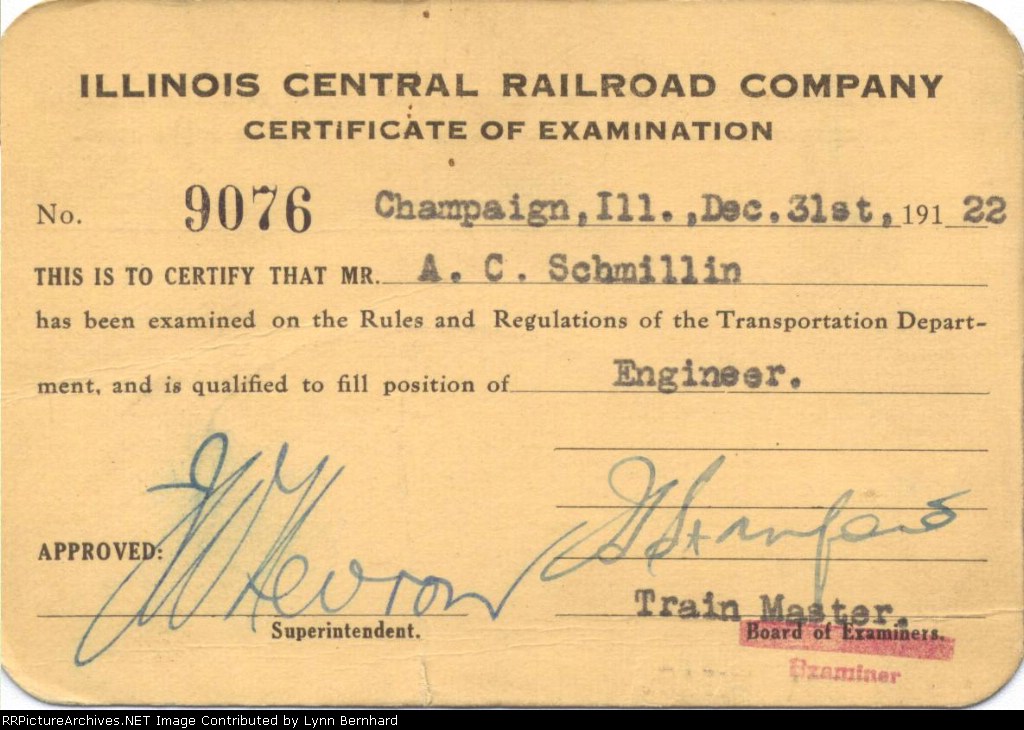 ILLINOIS CENTRAL RAILROAD COMPANY
CERTIFICATE OF EXAMINATION
No. 9076 Champaign, Ill., Dec. 31st, 191 22
THIS IS TO CERTIFY THAT MR. A. C. Schmillin
has been examined on the Rules and Regulations of the Transportation Depart-
ment, and is qualified to fill position of Engineer.
APPROVED:
Train Master.
Superintendent. Board of Examiners.
Examiner
RRPictureArchives.NET Image Contributed by Lynn Bernhard